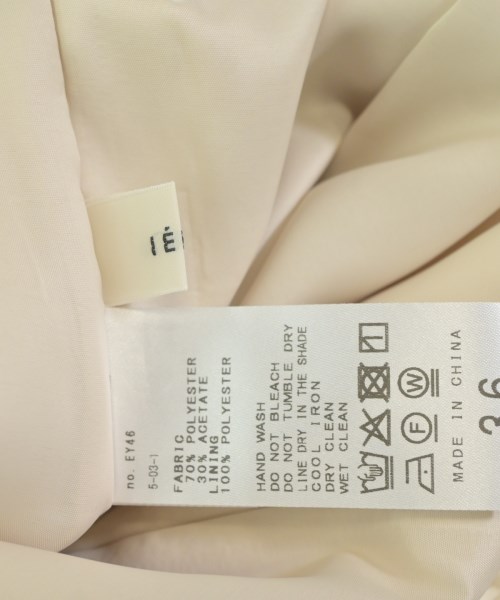 no. EY46
5-03-1
FABRIC
70% POLYESTER
30% ACETATE
LINING
100% POLYESTER
HAND WASH
DO NOT BLEACH
DO NOT TUMBLE DRY
LINE DRY IN THE SHADE
COOL IRON
DRY CLEAN
WET CLEAN
F
W
MADE IN CHINA
36